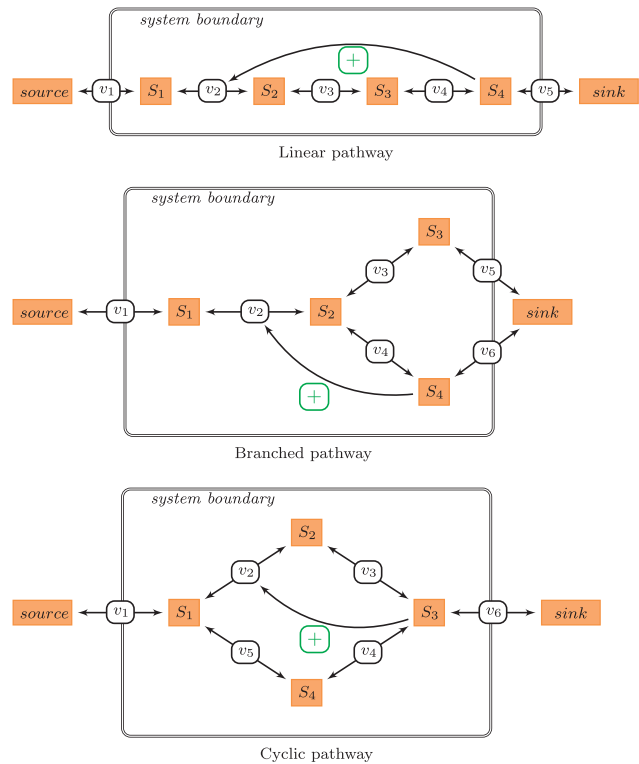 system boundary
+
source v₁ S₁ v₂ S₂ v₃ S₃ v₄ S₄ v₅ sink
Linear pathway
system boundary
S₃
v₃ v₅
source v₁ S₁ v₂ S₂ sink
v₄ v₆
+ S₄
Branched pathway
system boundary
S₂
v₂ v₃
source v₁ S₁ S₃ v₆ sink
+
v₅ v₄
S₄
Cyclic pathway